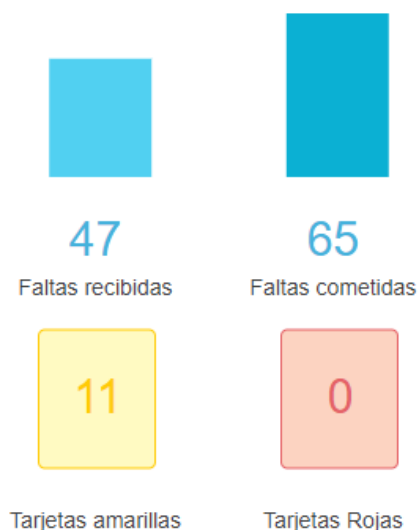 47
65
Faltas recibidas
Faltas cometidas
11
0
Tarjetas amarillas
Tarjetas Rojas